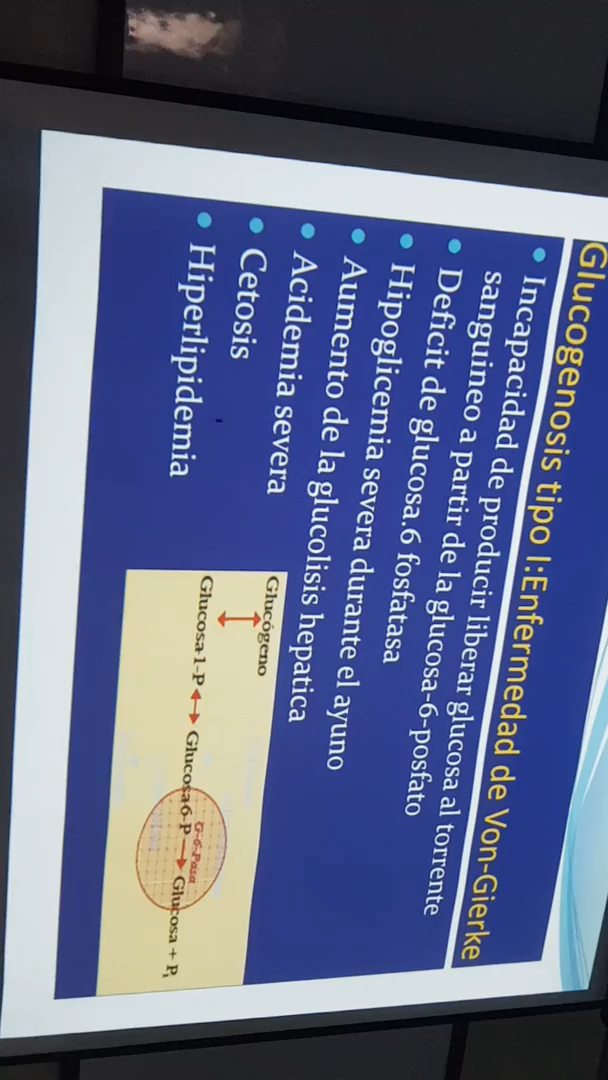 Glucogenosis tipo I:Enfermedad de Von-Gierke
Incapacidad de producir liberar glucosa al torrente
sanguineo a partir de la glucosa-6-posfato
Deficit de glucosa.6 fosfatasa
Hipoglicemia severa durante el ayuno
Aumento de la glucolisis hepatica
Acidemia severa
Cetosis
Hiperlipidemia
Glucógeno
G-6-Pasa
Glucosa-1-P Glucosa-6-P Glucosa + Pi